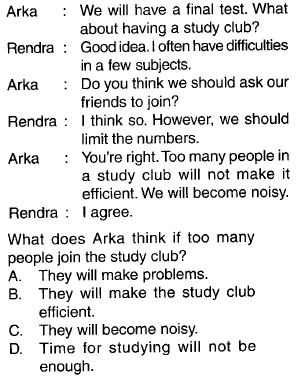 Arka : We will have a final test. What
about having a study club?
Rendra : Good idea. I often have difficulties
in a few subjects.
Arka : Do you think we should ask our
friends to join?
Rendra : I think so. However, we should
limit the numbers.
Arka : You're right. Too many people in
a study club will not make it
efficient. We will become noisy.
Rendra : I agree.
What does Arka think if too many
people join the study club?
A. They will make problems.
B. They will make the study club
efficient.
C. They will become noisy.
D. Time for studying will not be
enough.